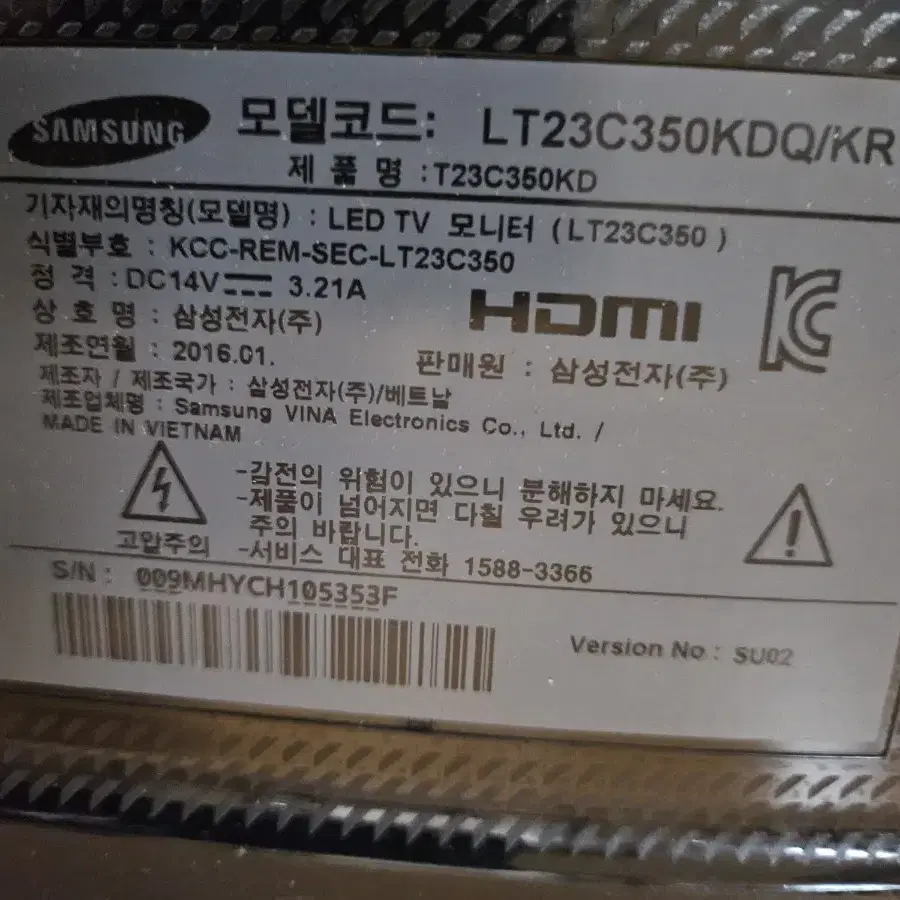 SAMSUNG
모델코드: LT23C350KDQ/KR
제 품 명 : T23C350KD
기자재의명칭(모델명) : LED TV 모니터 (LT23C350 )
식별부호 : KCC-REM-SEC-LT23C350
정 격 : DC14V 3.21A
HDMI
상 호 명 : 삼성전자(주)
제조연월 : 2016.01.
판매원 : 삼성전자(주)
제조자 / 제조국가 : 삼성전자(주)/베트남
제조업체명 : Samsung VINA Electronics Co., Ltd. /
MADE IN VIETNAM
-감전의 위험이 있으니 분해하지 마세요.
-제품이 넘어지면 다칠 우려가 있으니
주의 바랍니다.
고압주의
-서비스 대표 전화 1588-3366
S/N : 009MHYCH105353F
Version No : SU02